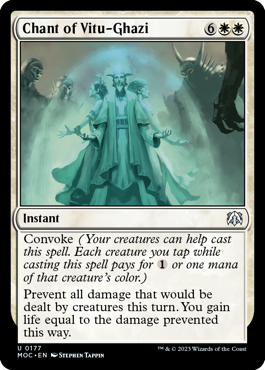 Chant of Vitu-Ghazi 6
Instant
Convoke (Your creatures can help cast
this spell. Each creature you tap while
casting this spell pays for 1 or one mana
of that creature's color.)
Prevent all damage that would be
dealt by creatures this turn. You gain
life equal to the damage prevented
this way.
U 0177
MOC • EN STEPHEN TAPPIN
™ & © 2023 Wizards of the Coast